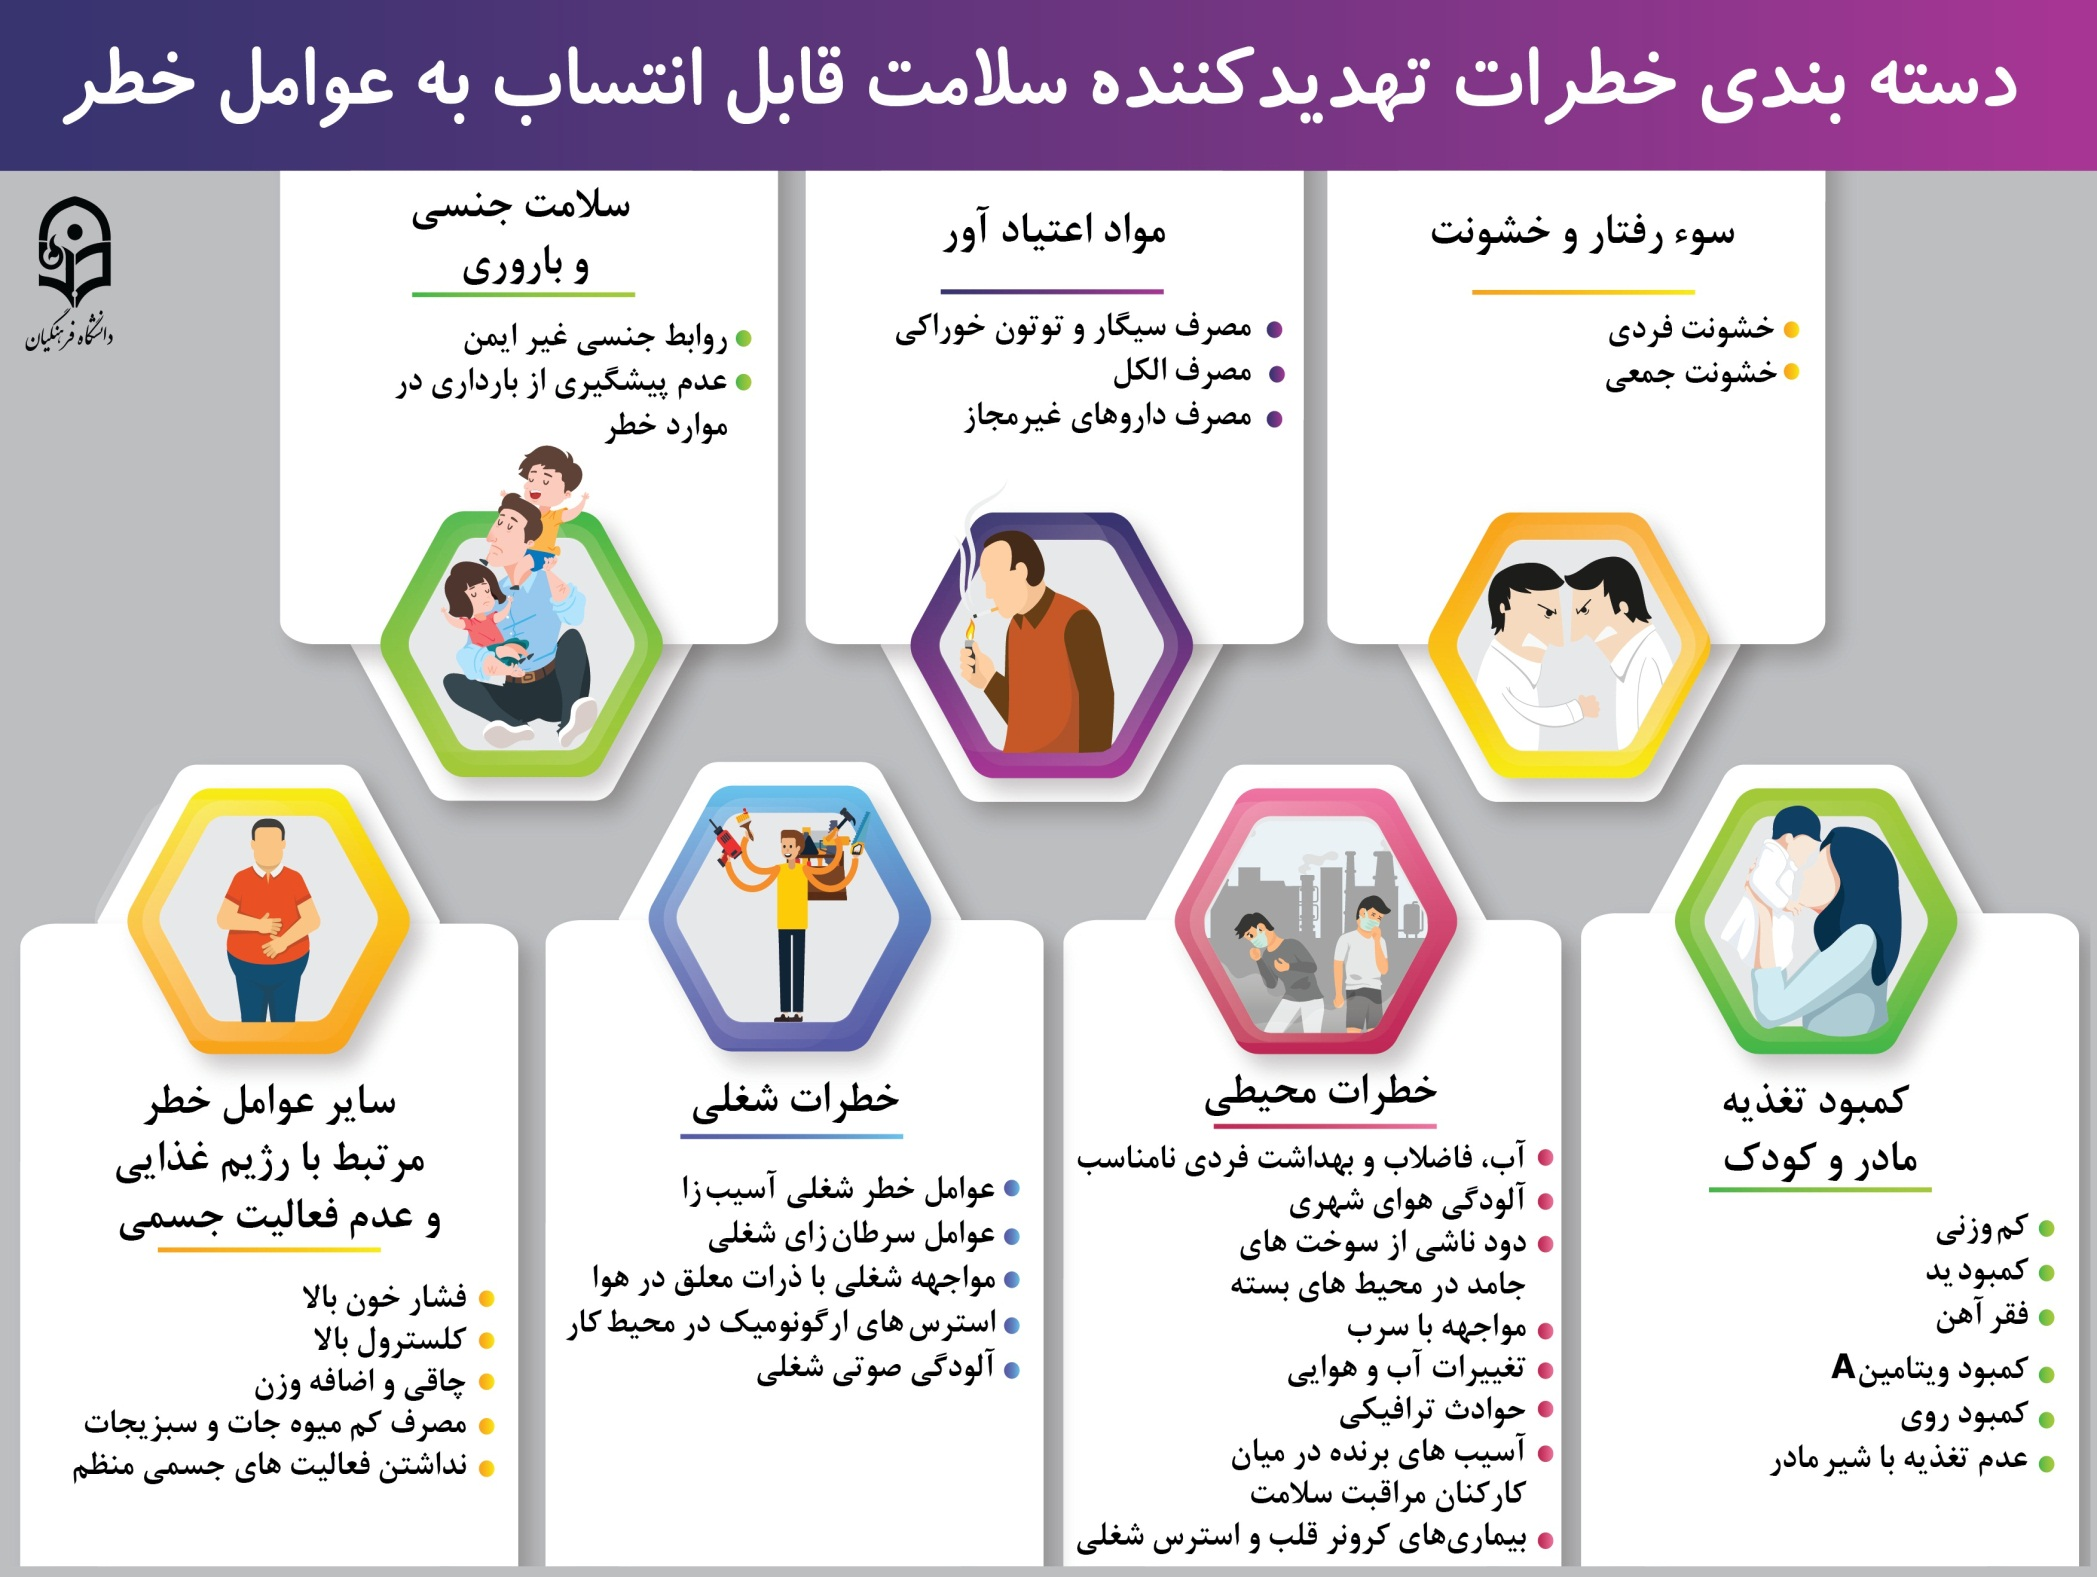 دسته بندی خطرات تهدیدکننده سلامت قابل انتساب به عوامل خطر
دانشگاه فرهنگیان
سوء رفتار و خشونت
خشونت فردی
خشونت جمعی
مواد اعتیاد آور
مصرف سیگار و توتون خوراکی
مصرف الکل
مصرف داروهای غیرمجاز
سلامت جنسی
و باروری
روابط جنسی غیر ایمن
عدم پیشگیری از بارداری در
موارد خطر
کمبود تغذیه
مادر و کودک
کم وزنی
کمبود ید
فقر آهن
کمبود ویتامین A
کمبود روی
عدم تغذیه با شیر مادر
خطرات محیطی
آب، فاضلاب و بهداشت فردی نامناسب
آلودگی هوای شهری
دود ناشی از سوخت های
جامد در محیط های بسته
مواجهه با سرب
تغییرات آب و هوایی
حوادث ترافیکی
آسیب های برنده در میان
کارکنان مراقبت سلامت
بیماری‌های کرونر قلب و استرس شغلی
خطرات شغلی
عوامل خطر شغلی آسیب زا
عوامل سرطان زای شغلی
مواجهه شغلی با ذرات معلق در هوا
استرس های ارگونومیک در محیط کار
آلودگی صوتی شغلی
سایر عوامل خطر
مرتبط با رژیم غذایی
و عدم فعالیت جسمی
فشار خون بالا
کلسترول بالا
چاقی و اضافه وزن
مصرف کم میوه جات و سبزیجات
نداشتن فعالیت های جسمی منظم